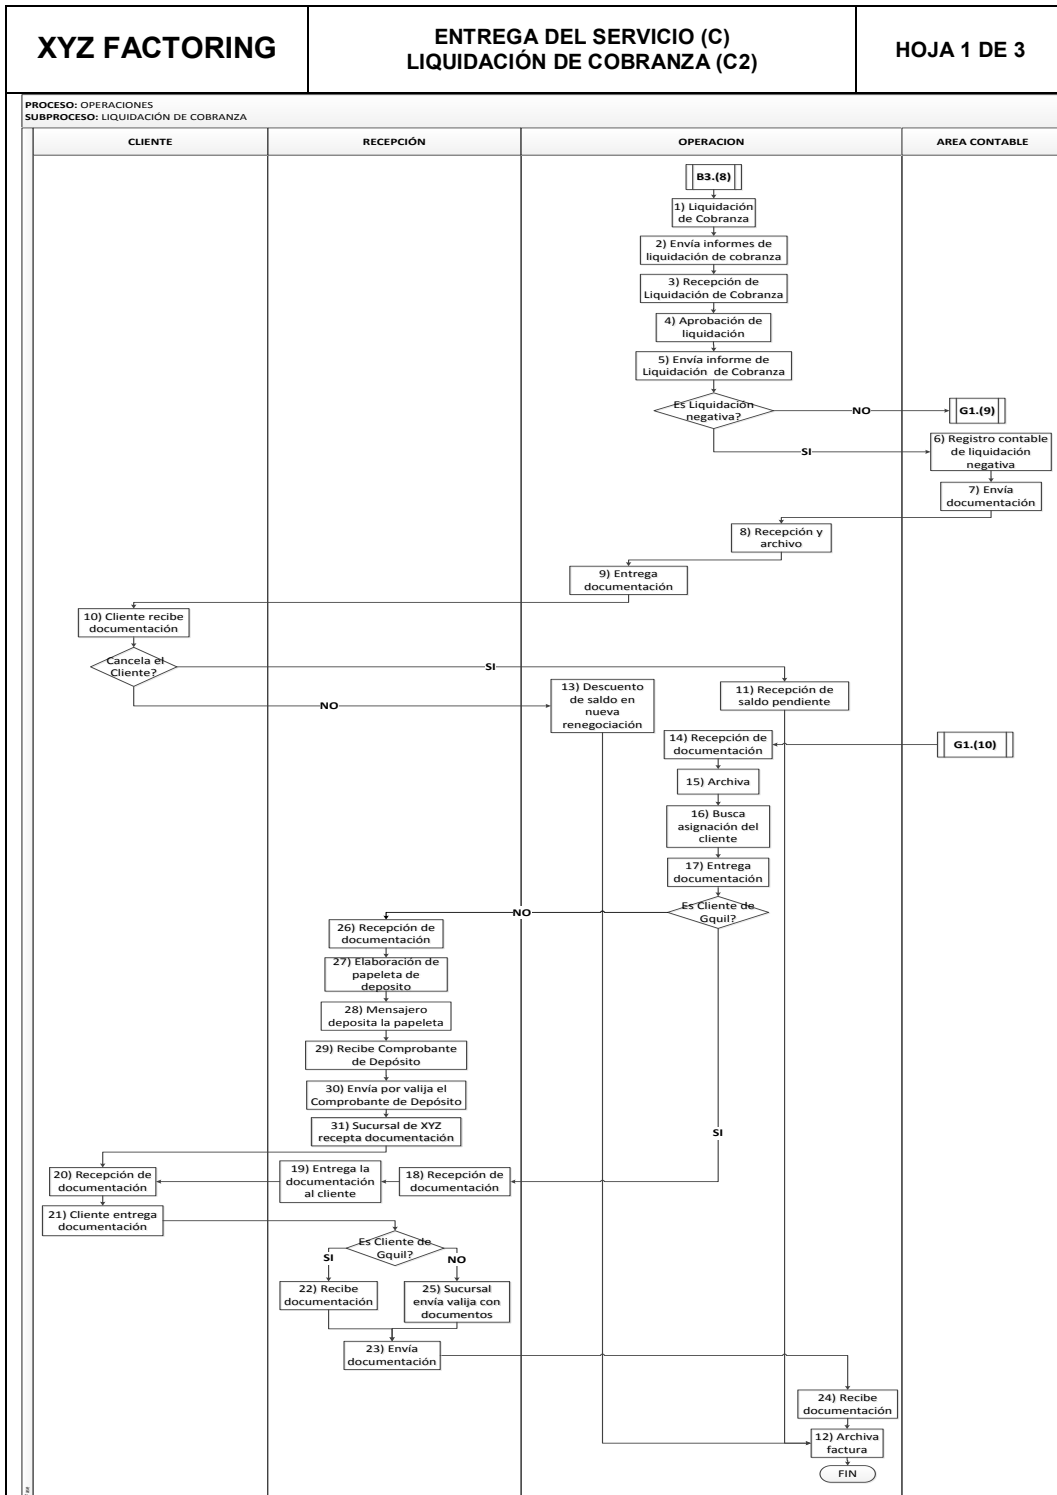 XYZ FACTORING
ENTREGA DEL SERVICIO (C)
LIQUIDACIÓN DE COBRANZA (C2)
HOJA 1 DE 3
PROCESO: OPERACIONES
SUBPROCESO: LIQUIDACIÓN DE COBRANZA
CLIENTE
RECEPCIÓN
OPERACION
AREA CONTABLE
B3.(8)
1) Liquidación
de Cobranza
2) Envía informes de
liquidación de cobranza
3) Recepción de
Liquidación de Cobranza
4) Aprobación de
liquidación
5) Envía informe de
Liquidación de Cobranza
Es Liquidación
negativa?
NO
G1.(9)
SI
6) Registro contable
de liquidación
negativa
7) Envía
documentación
8) Recepción y
archivo
9) Entrega
documentación
10) Cliente recibe
documentación
Cancela el
Cliente?
SI
NO
13) Descuento
de saldo en
nueva
renegociación
11) Recepción de
saldo pendiente
14) Recepción de
documentación
G1.(10)
15) Archiva
16) Busca
asignación del
cliente
17) Entrega
documentación
Es Cliente de
Gquil?
NO
26) Recepción de
documentación
27) Elaboración de
papeleta de
deposito
28) Mensajero
deposita la papeleta
29) Recibe Comprobante
de Depósito
30) Envía por valija el
Comprobante de Depósito
31) Sucursal de XYZ
recepta documentación
SI
20) Recepción de
documentación
19) Entrega la
documentación
al cliente
18) Recepción de
documentación
21) Cliente entrega
documentación
Es Cliente de
Gquil?
SI
NO
22) Recibe
documentación
25) Sucursal
envía valija con
documentos
23) Envía
documentación
24) Recibe
documentación
12) Archiva
factura
FIN